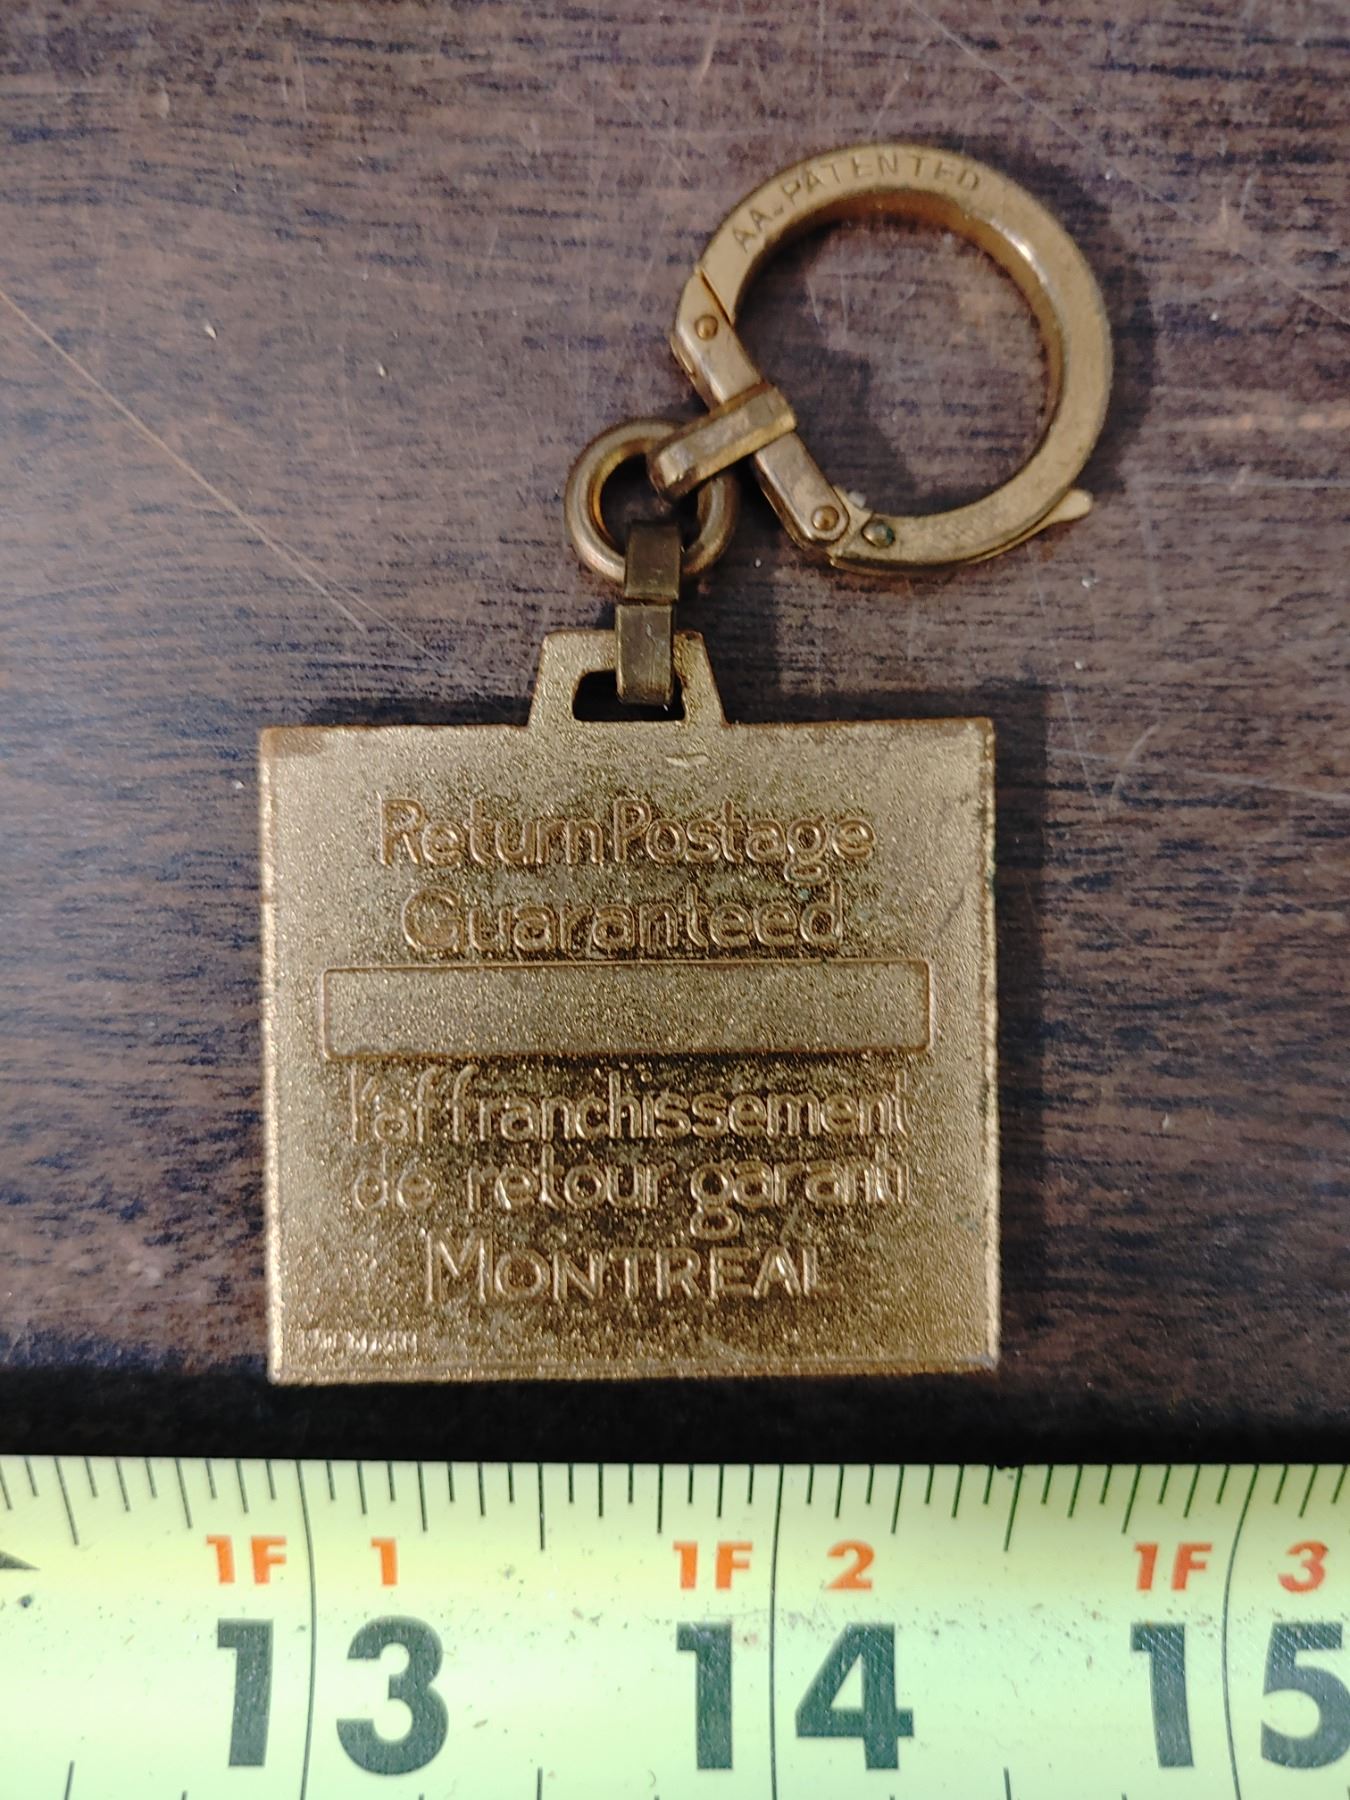 AA-PATENTED
Return Postage
Guaranteed
l'affranchissement
de retour garanti
MONTREAL
1F 1 1F 2 1F 3
13 14 15